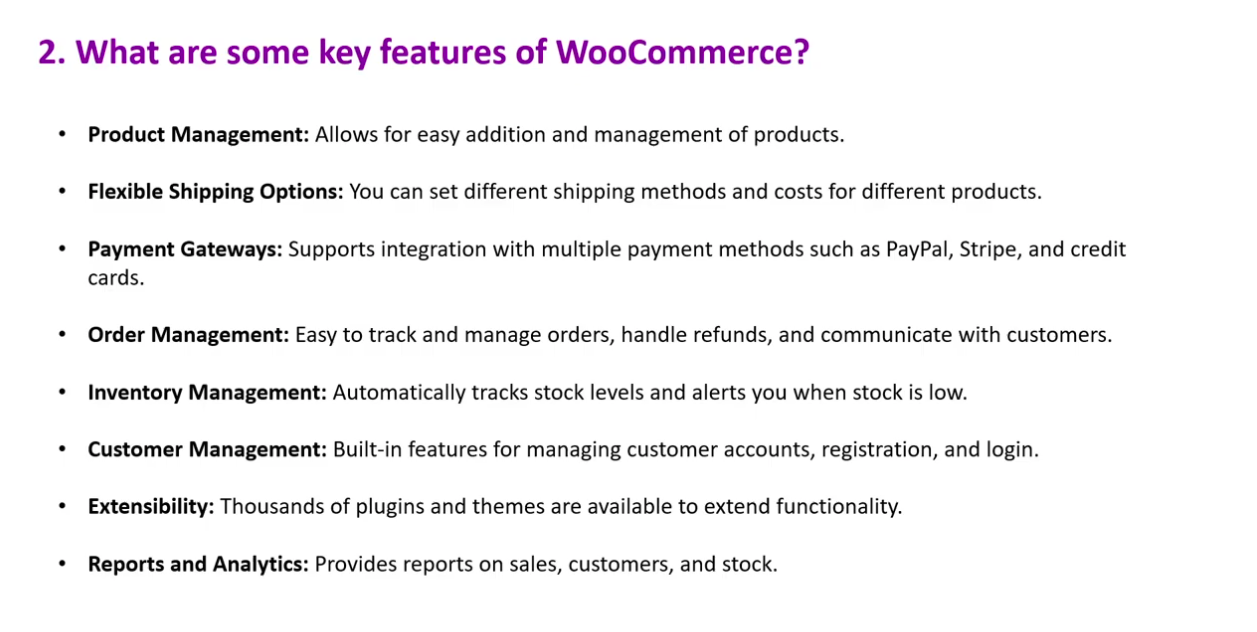 2. What are some key features of WooCommerce?
• Product Management: Allows for easy addition and management of products.
• Flexible Shipping Options: You can set different shipping methods and costs for different products.
• Payment Gateways: Supports integration with multiple payment methods such as PayPal, Stripe, and credit
cards.
• Order Management: Easy to track and manage orders, handle refunds, and communicate with customers.
• Inventory Management: Automatically tracks stock levels and alerts you when stock is low.
• Customer Management: Built-in features for managing customer accounts, registration, and login.
• Extensibility: Thousands of plugins and themes are available to extend functionality.
• Reports and Analytics: Provides reports on sales, customers, and stock.